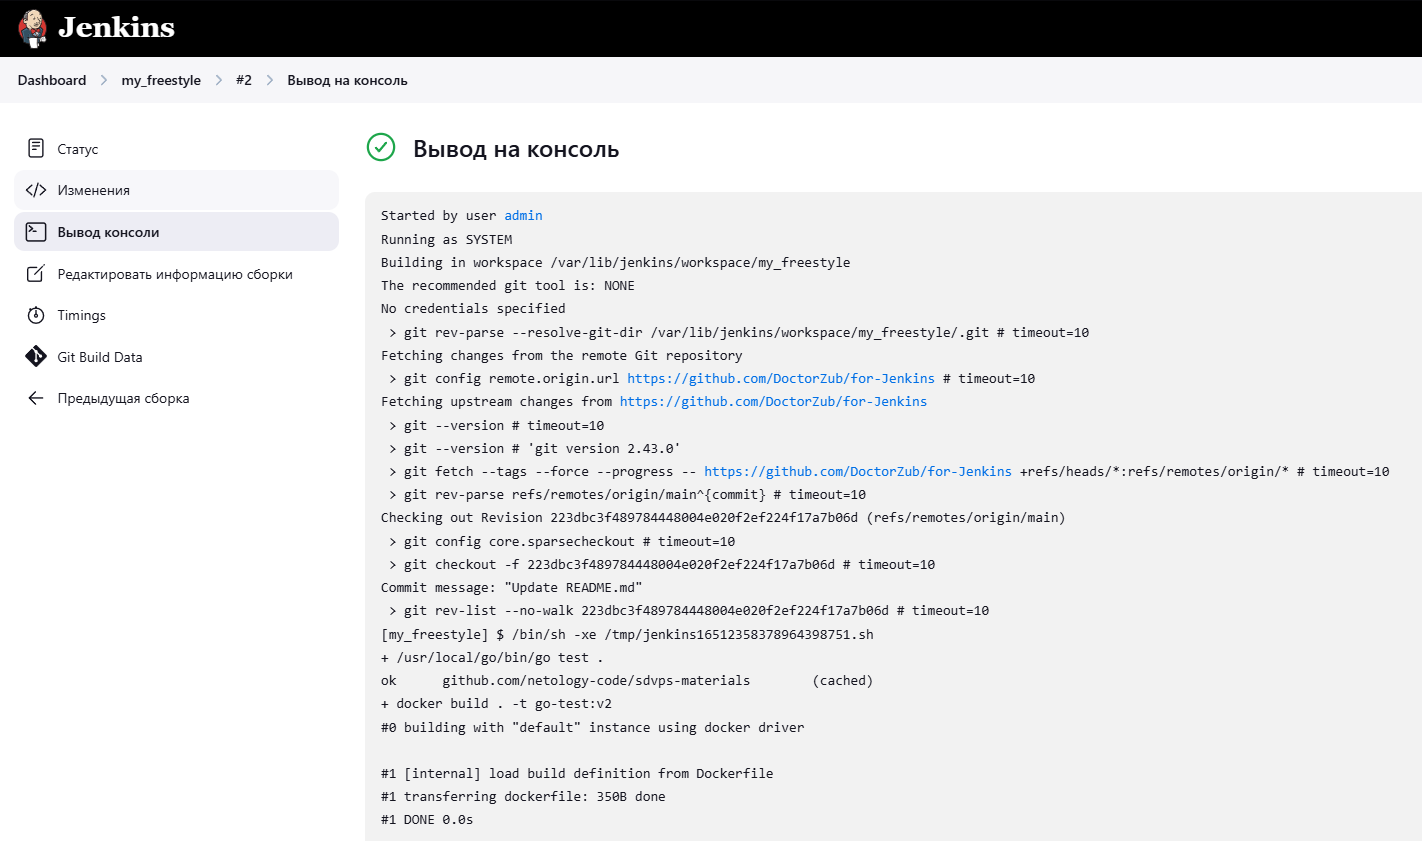 Jenkins
Dashboard > my_freestyle > #2 > Вывод на консоль
Статус
Изменения
Вывод консоли
Редактировать информацию сборки
Timings
Git Build Data
Предыдущая сборка
Вывод на консоль
Started by user admin
Running as SYSTEM
Building in workspace /var/lib/jenkins/workspace/my_freestyle
The recommended git tool is: NONE
No credentials specified
 > git rev-parse --resolve-git-dir /var/lib/jenkins/workspace/my_freestyle/.git # timeout=10
Fetching changes from the remote Git repository
 > git config remote.origin.url https://github.com/DoctorZub/for-Jenkins # timeout=10
Fetching upstream changes from https://github.com/DoctorZub/for-Jenkins
 > git --version # timeout=10
 > git --version # 'git version 2.43.0'
 > git fetch --tags --force --progress -- https://github.com/DoctorZub/for-Jenkins +refs/heads/*:refs/remotes/origin/* # timeout=10
 > git rev-parse refs/remotes/origin/main^{commit} # timeout=10
Checking out Revision 223dbc3f489784448004e020f2ef224f17a7b06d (refs/remotes/origin/main)
 > git config core.sparsecheckout # timeout=10
 > git checkout -f 223dbc3f489784448004e020f2ef224f17a7b06d # timeout=10
Commit message: "Update README.md"
 > git rev-list --no-walk 223dbc3f489784448004e020f2ef224f17a7b06d # timeout=10
[my_freestyle] $ /bin/sh -xe /tmp/jenkins16512358378964398751.sh
+ /usr/local/go/bin/go test .
ok      github.com/netology-code/sdvps-materials        (cached)
+ docker build . -t go-test:v2
#0 building with "default" instance using docker driver
#1 [internal] load build definition from Dockerfile
#1 transferring dockerfile: 350B done
#1 DONE 0.0s